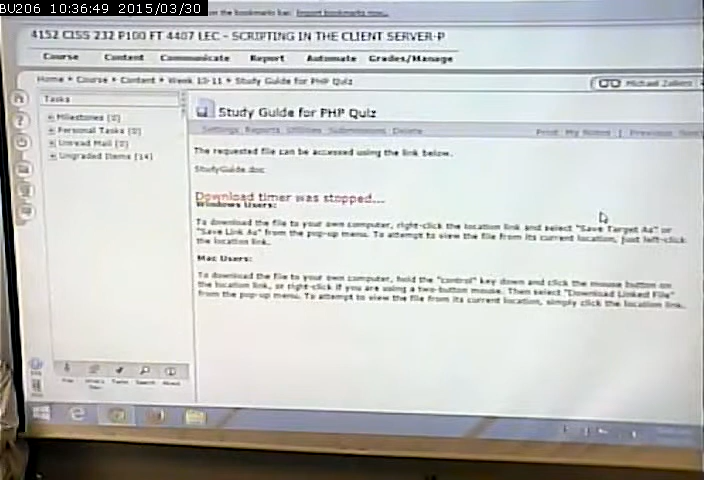 BU206 10:36:49 2015/03/30
the bookmarks bar. Import bookmarks now...
4152 CISS 232 P100 FT 4407 LEC - SCRIPTING IN THE CLIENT SERVER-P
Course Content Communicate Report Automate Grades/Manage
Home Course Content Week 10-11 Study Guide for PHP Quiz
Tasks
Milestones (0)
Personal Tasks (0)
Unread Mail (0)
Ungraded Items (14)
Study Guide for PHP Quiz
Settings Reports Utilities Submissions Delete
Print My Notes | Previous
The requested file can be accessed using the link below.
StudyGuide.doc
Download timer was stopped...
Windows Users:
To download the file to your own computer, right-click the location link and select "Save Target As" or
"Save Link As" from the pop-up menu. To attempt to view the file from its current location, just left-click
the location link.
Mac Users:
To download the file to your own computer, hold the "control" key down and click the mouse button on
the location link, or right-click if you are using a two-button mouse. Then select "Download Linked File"
from the pop-up menu. To attempt to view the file from its current location, simply click the location link.
Search About